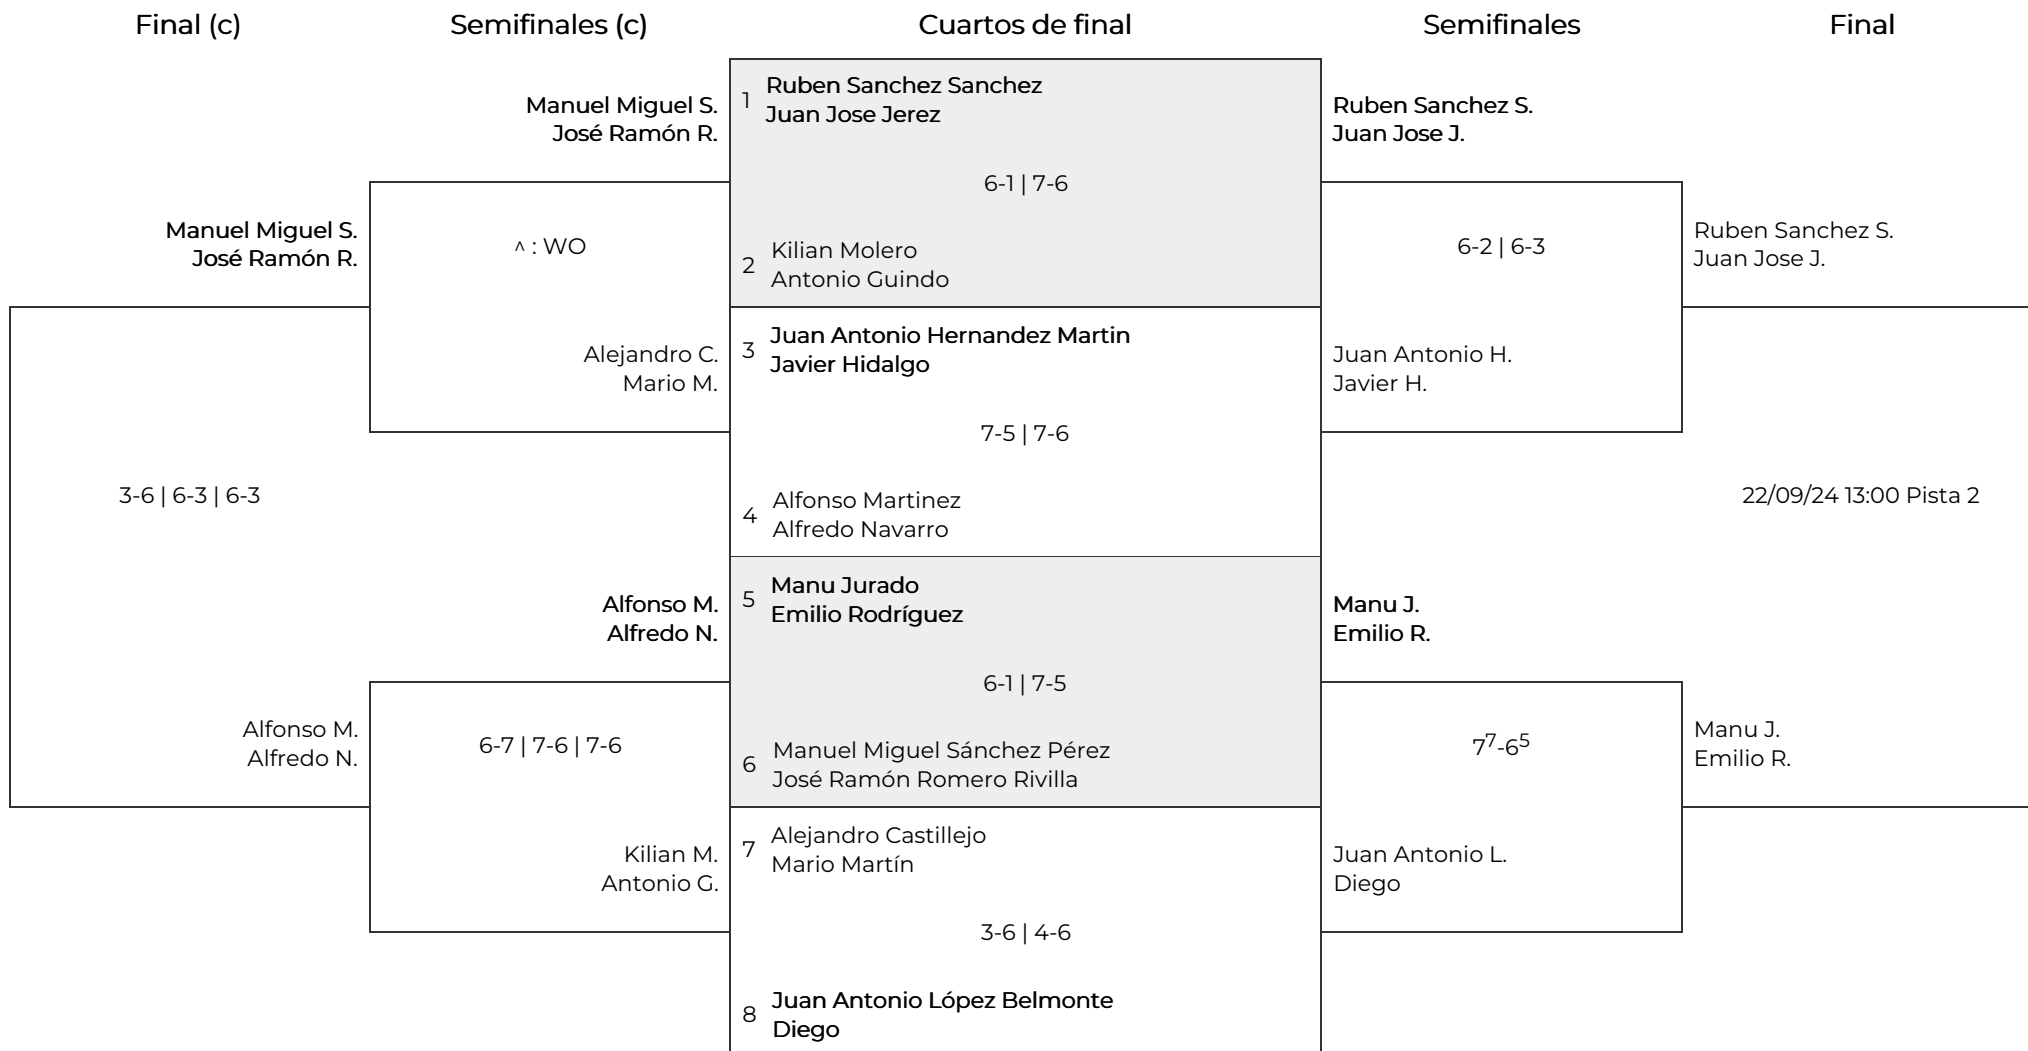 Final (c)
Semifinales (c)
Cuartos de final
Semifinales
Final
Manuel Miguel S.
José Ramón R.
^ : WO
Alejandro C.
Mario M.
Manuel Miguel S.
José Ramón R.
3-6 | 6-3 | 6-3
Alfonso M.
Alfredo N.
Alfonso M.
Alfredo N.
6-7 | 7-6 | 7-6
Kilian M.
Antonio G.
1 Ruben Sanchez Sanchez
Juan Jose Jerez
6-1 | 7-6
2 Kilian Molero
Antonio Guindo
3 Juan Antonio Hernandez Martin
Javier Hidalgo
7-5 | 7-6
4 Alfonso Martinez
Alfredo Navarro
5 Manu Jurado
Emilio Rodríguez
6-1 | 7-5
6 Manuel Miguel Sánchez Pérez
José Ramón Romero Rivilla
7 Alejandro Castillejo
Mario Martín
3-6 | 4-6
8 Juan Antonio López Belmonte
Diego
Ruben Sanchez S.
Juan Jose J.
6-2 | 6-3
Juan Antonio H.
Javier H.
Manu J.
Emilio R.
7⁷-6⁵
Juan Antonio L.
Diego
Ruben Sanchez S.
Juan Jose J.
22/09/24 13:00 Pista 2
Manu J.
Emilio R.